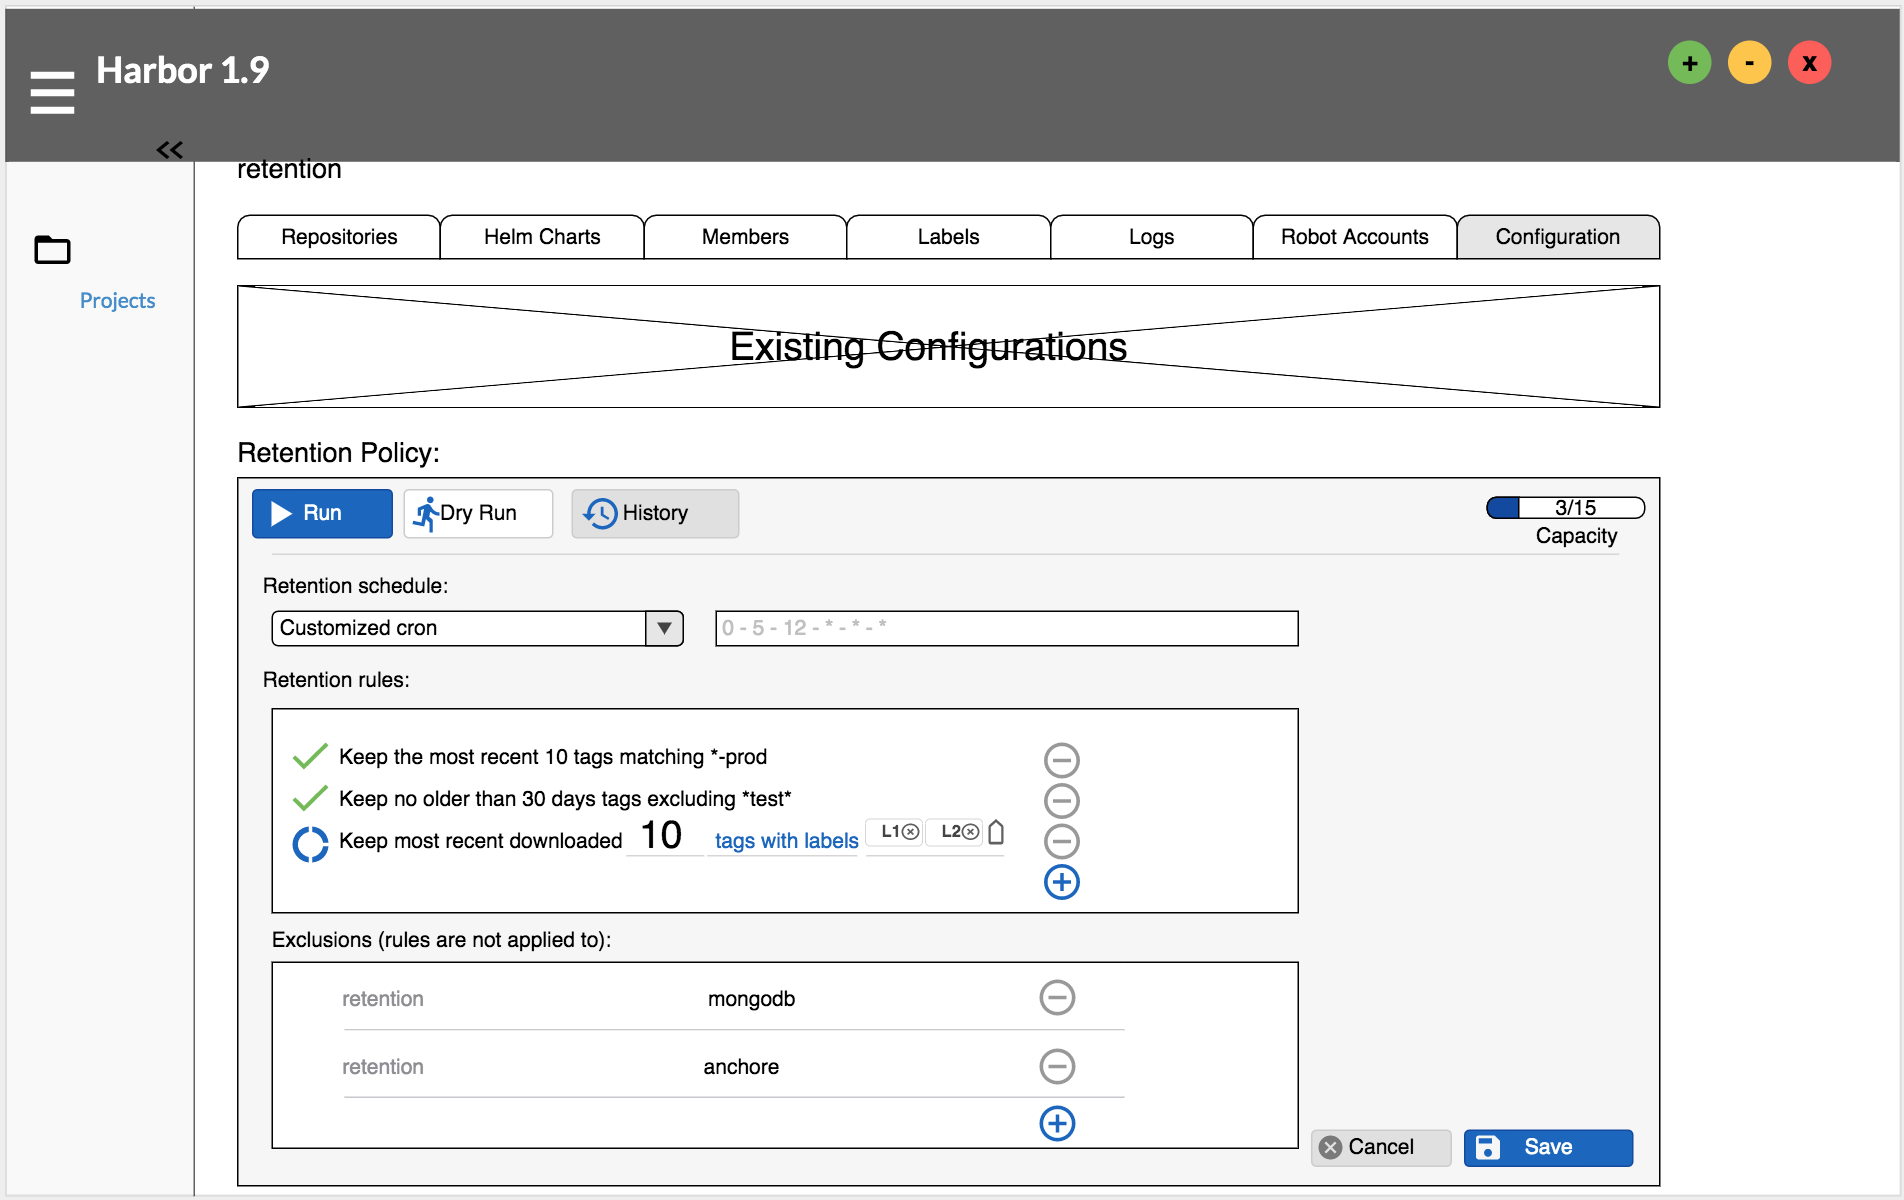 Harbor 1.9
+ - x
<<
retention
Repositories Helm Charts Members Labels Logs Robot Accounts Configuration
Projects
Existing Configurations
Retention Policy:
Run Dry Run History 3/15
Capacity
Retention schedule:
Customized cron 0 - 5 - 12 - * - * - *
Retention rules:
Keep the most recent 10 tags matching *-prod
Keep no older than 30 days tags excluding *test*
Keep most recent downloaded 10 tags with labels L1 L2
Exclusions (rules are not applied to):
retention mongodb
retention anchore
Cancel Save